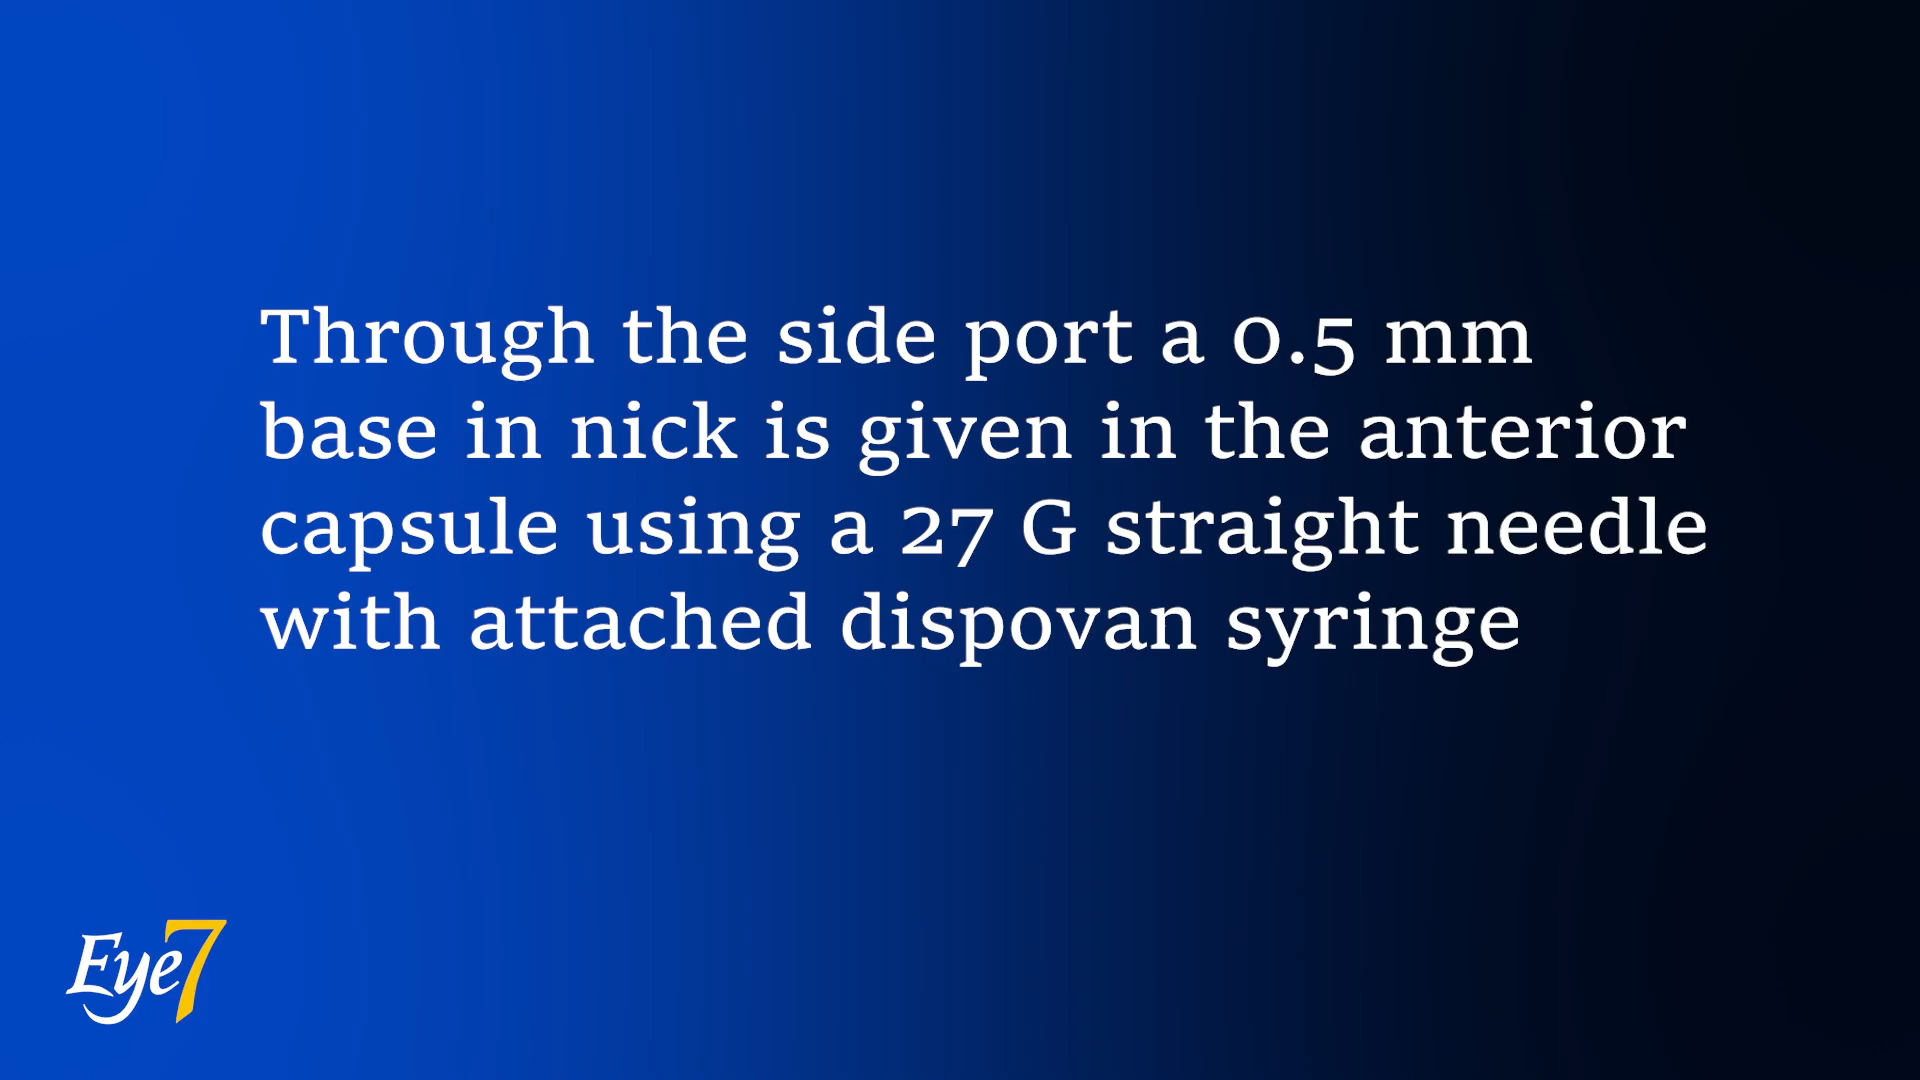 Through the side port a 0.5 mm
base in nick is given in the anterior
capsule using a 27 G straight needle
with attached dispovan syringe
Eye7